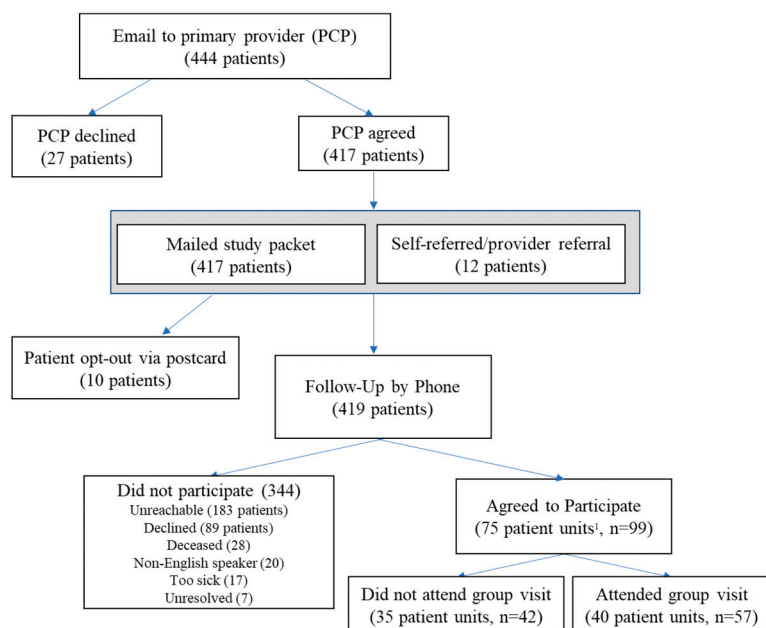 Email to primary provider (PCP)
(444 patients)
PCP declined
(27 patients)
PCP agreed
(417 patients)
Mailed study packet
(417 patients)
Self-referred/provider referral
(12 patients)
Patient opt-out via postcard
(10 patients)
Follow-Up by Phone
(419 patients)
Did not participate (344)
Unreachable (183 patients)
Declined (89 patients)
Deceased (28)
Non-English speaker (20)
Too sick (17)
Unresolved (7)
Agreed to Participate
(75 patient units¹, n=99)
Did not attend group visit
(35 patient units, n=42)
Attended group visit
(40 patient units, n=57)